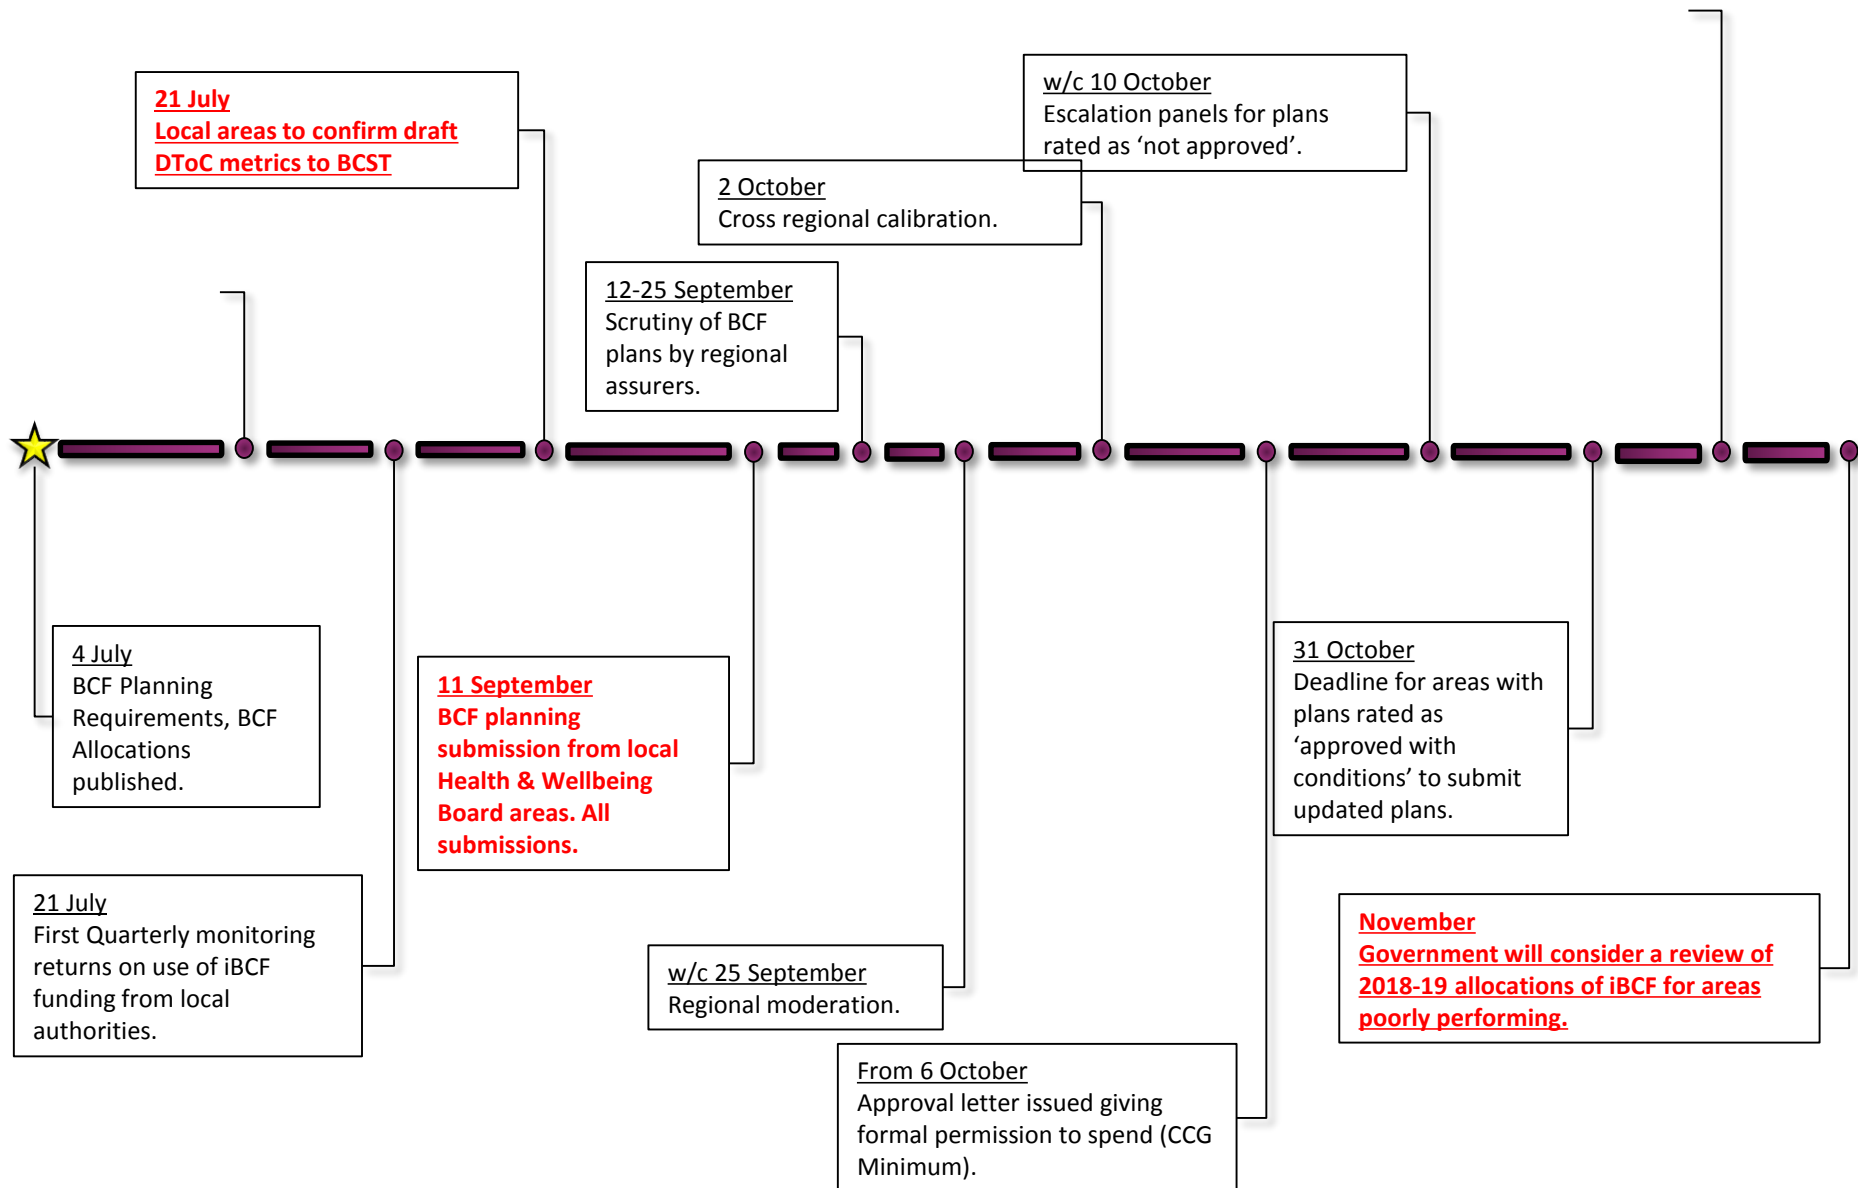 21 July
Local areas to confirm draft
DToC metrics to BCST
w/c 10 October
Escalation panels for plans
rated as ‘not approved’.
2 October
Cross regional calibration.
12-25 September
Scrutiny of BCF
plans by regional
assurers.
4 July
BCF Planning
Requirements, BCF
Allocations
published.
11 September
BCF planning
submission from local
Health & Wellbeing
Board areas. All
submissions.
31 October
Deadline for areas with
plans rated as
‘approved with
conditions’ to submit
updated plans.
21 July
First Quarterly monitoring
returns on use of iBCF
funding from local
authorities.
w/c 25 September
Regional moderation.
November
Government will consider a review of
2018-19 allocations of iBCF for areas
poorly performing.
From 6 October
Approval letter issued giving
formal permission to spend (CCG
Minimum).